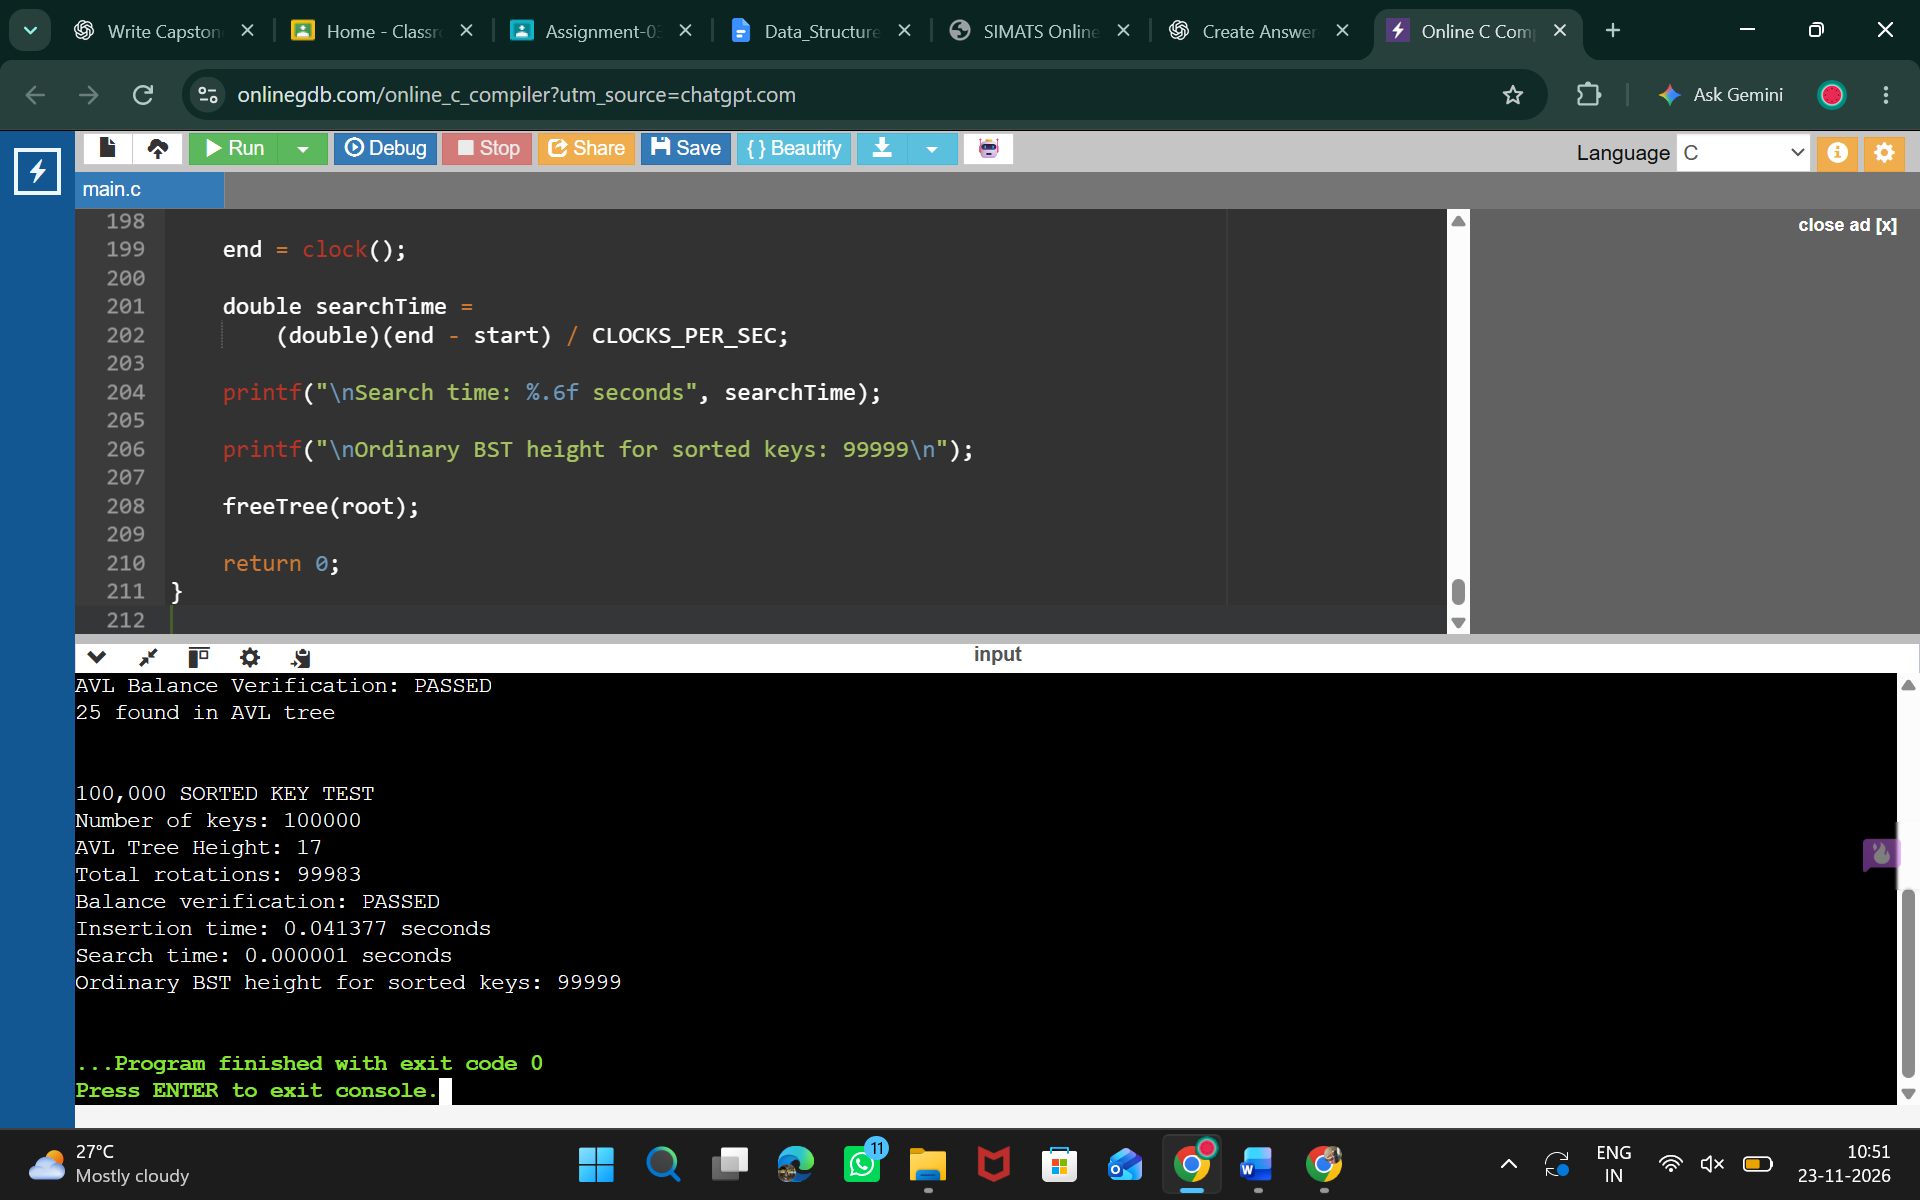 Write Capston
Home - Classr
Assignment-03
Data_Structure
SIMATS Online
Create Answer
Online C Com
onlinegdb.com/online_c_compiler?utm_source=chatgpt.com
Ask Gemini
Run
Debug
Stop
Share
Save
{ } Beautify
Language C
main.c
close ad [x]
198
199 end = clock();
200
201 double searchTime =
202 (double)(end - start) / CLOCKS_PER_SEC;
203
204 printf("\nSearch time: %.6f seconds", searchTime);
205
206 printf("\nOrdinary BST height for sorted keys: 99999\n");
207
208 freeTree(root);
209
210 return 0;
211 }
212
input
AVL Balance Verification: PASSED
25 found in AVL tree
100,000 SORTED KEY TEST
Number of keys: 100000
AVL Tree Height: 17
Total rotations: 99983
Balance verification: PASSED
Insertion time: 0.041377 seconds
Search time: 0.000001 seconds
Ordinary BST height for sorted keys: 99999
...Program finished with exit code 0
Press ENTER to exit console.
27°C
Mostly cloudy
11
ENG
IN
10:51
23-11-2026